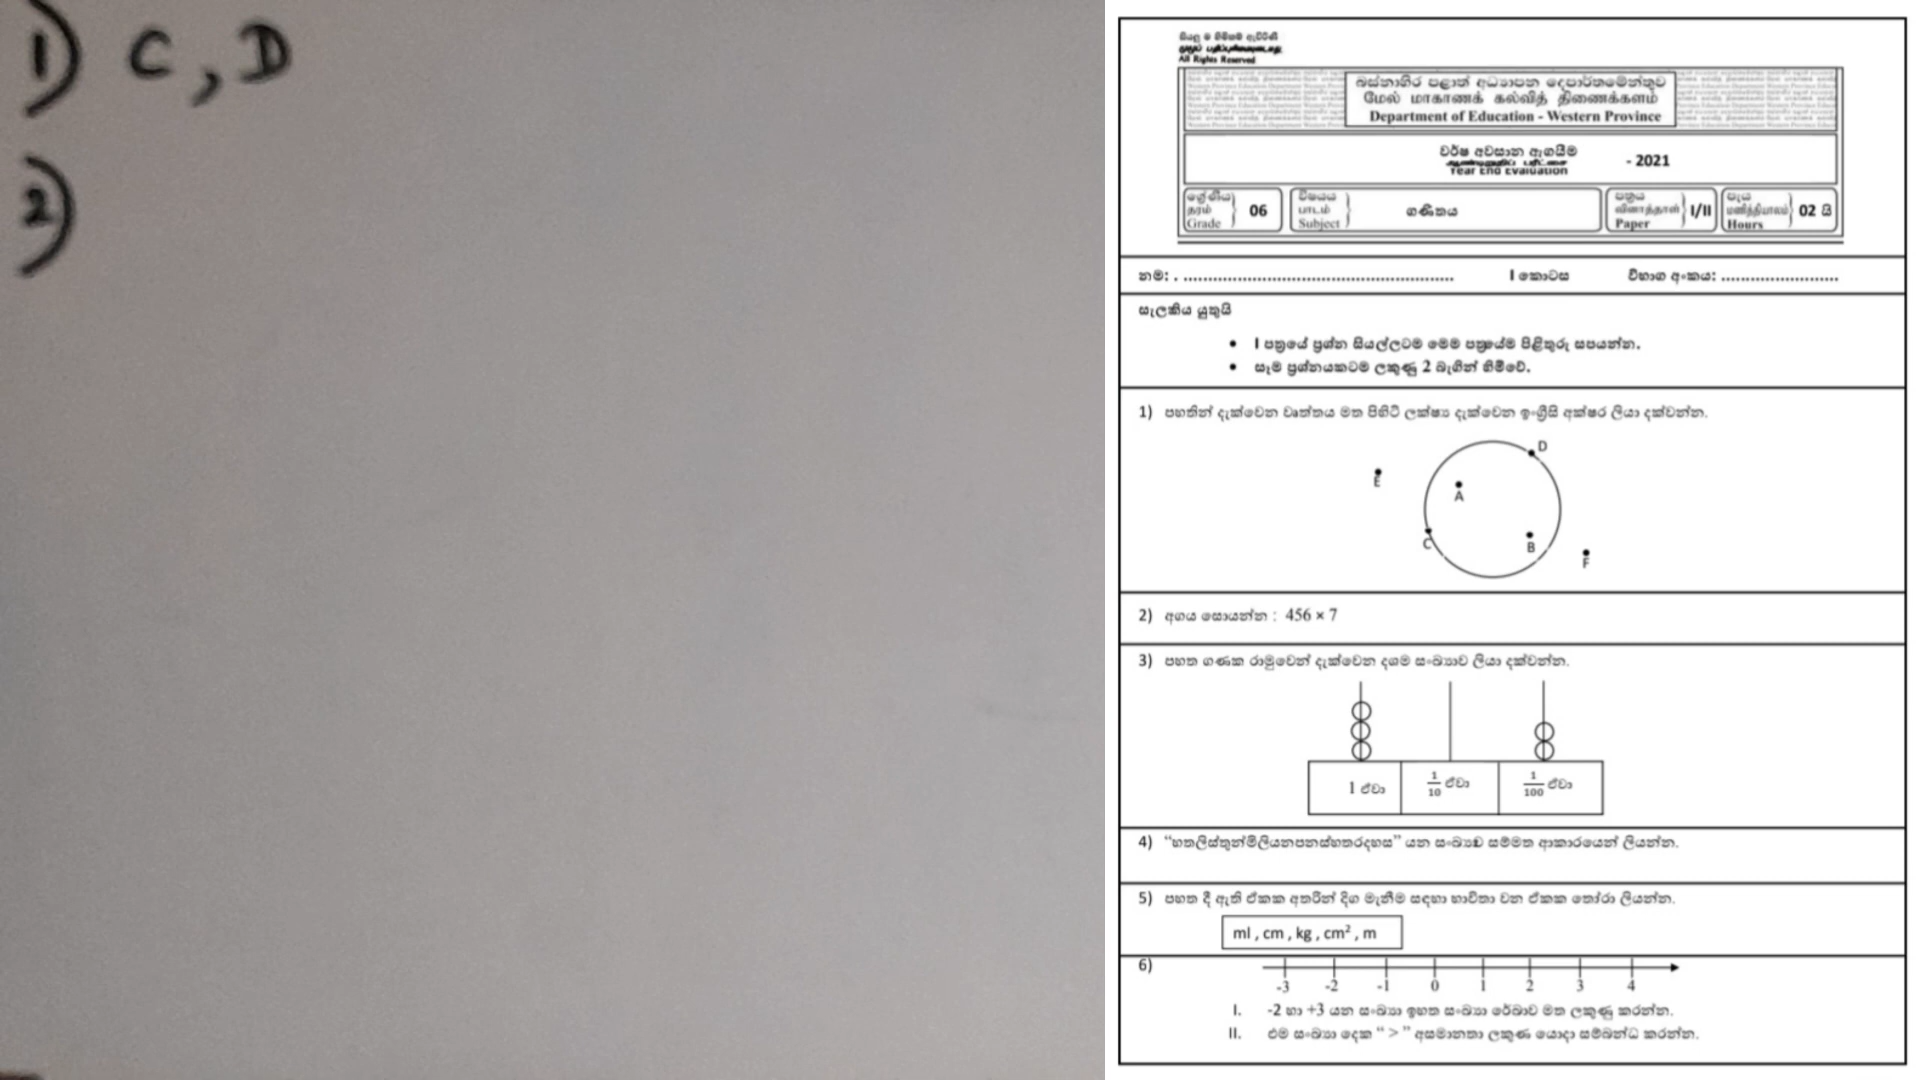 1) C, D
2)
සියලු ම හිමිකම් ඇවිරිණි
All Rights Reserved
බස්නාහිර පළාත් අධ්‍යාපන දෙපාර්තමේන්තුව
மேல் மாகாணக் கல்வித் திணைக்களம்
Department of Education - Western Province
වර්ෂ අවසාන ඇගයීම
Year End Evaluation
- 2021
ශ්‍රේණිය
தரம்
Grade
06
විෂයය
பாடம்
Subject
ගණිතය
පත්‍රය
வினாத்தாள்
Paper
I/II
පැය
மணித்தியாலம்
Hours
02 යි
නම: . ........................................................ I කොටස විභාග අංකය: .........................
සැලකිය යුතුයි
• I පත්‍රයේ ප්‍රශ්න සියල්ලටම මෙම පත්‍රයේම පිළිතුරු සපයන්න.
• සෑම ප්‍රශ්නයකටම ලකුණු 2 බැගින් හිමිවේ.
1) පහතින් දැක්වෙන වෘත්තය මත පිහිටි ලක්ෂ්‍ය දැක්වෙන ඉංග්‍රීසි අක්ෂර ලියා දක්වන්න.
D
E
A
C
B
F
2) අගය සොයන්න : 456 × 7
3) පහත ගණක රාමුවෙන් දැක්වෙන දශම සංඛ්‍යාව ලියා දක්වන්න.
1 ඒවා 1/10 ඒවා 1/100 ඒවා
4) “හතලිස්තුන්මිලියනපනස්හතරදහස” යන සංඛ්‍යාව සම්මත ආකාරයෙන් ලියන්න.
5) පහත දී ඇති ඒකක අතරින් දිග මැනීම සඳහා භාවිතා වන ඒකක තෝරා ලියන්න.
ml , cm , kg , cm² , m
6)
-3 -2 -1 0 1 2 3 4
I. -2 හා +3 යන සංඛ්‍යා ඉහත සංඛ්‍යා රේඛාව මත ලකුණු කරන්න.
II. එම සංඛ්‍යා දෙක “ > ” අසමානතා ලකුණ යොදා සම්බන්ධ කරන්න.